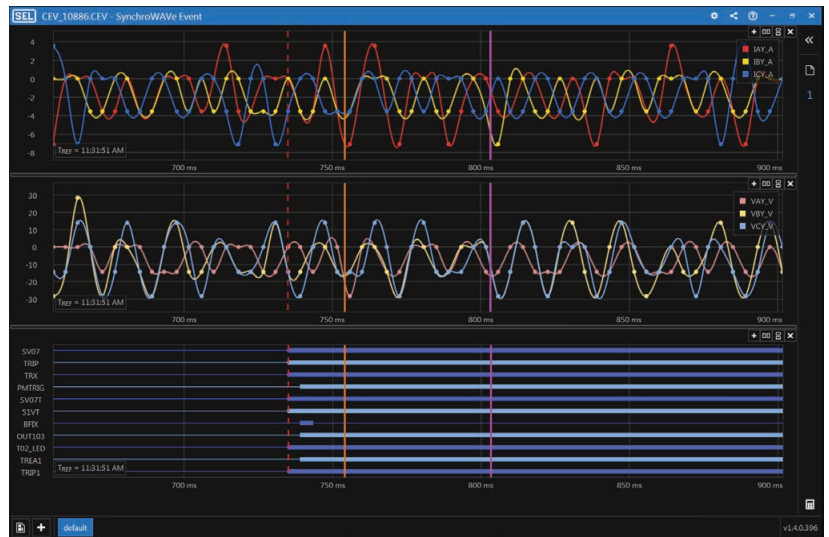 SEL CEV_10886.CEV - SynchroWAVe Event
4
2
0
-2
-4
-6
-8
IAY_A
IBY_A
ICY_A
TREF = 11:31:51 AM
700 ms
750 ms
800 ms
850 ms
900 ms
1
30
20
10
0
-10
-20
-30
VAY_V
VBY_V
VCY_V
TREF = 11:31:51 AM
700 ms
750 ms
800 ms
850 ms
900 ms
SV07
TRIP
TRX
PMTRIG
SV07T
51VT
BFIX
OUT103
T02_LED
TREA1
TRIP1
TREF = 11:31:51 AM
700 ms
750 ms
800 ms
850 ms
900 ms
default
v1.4.0.396